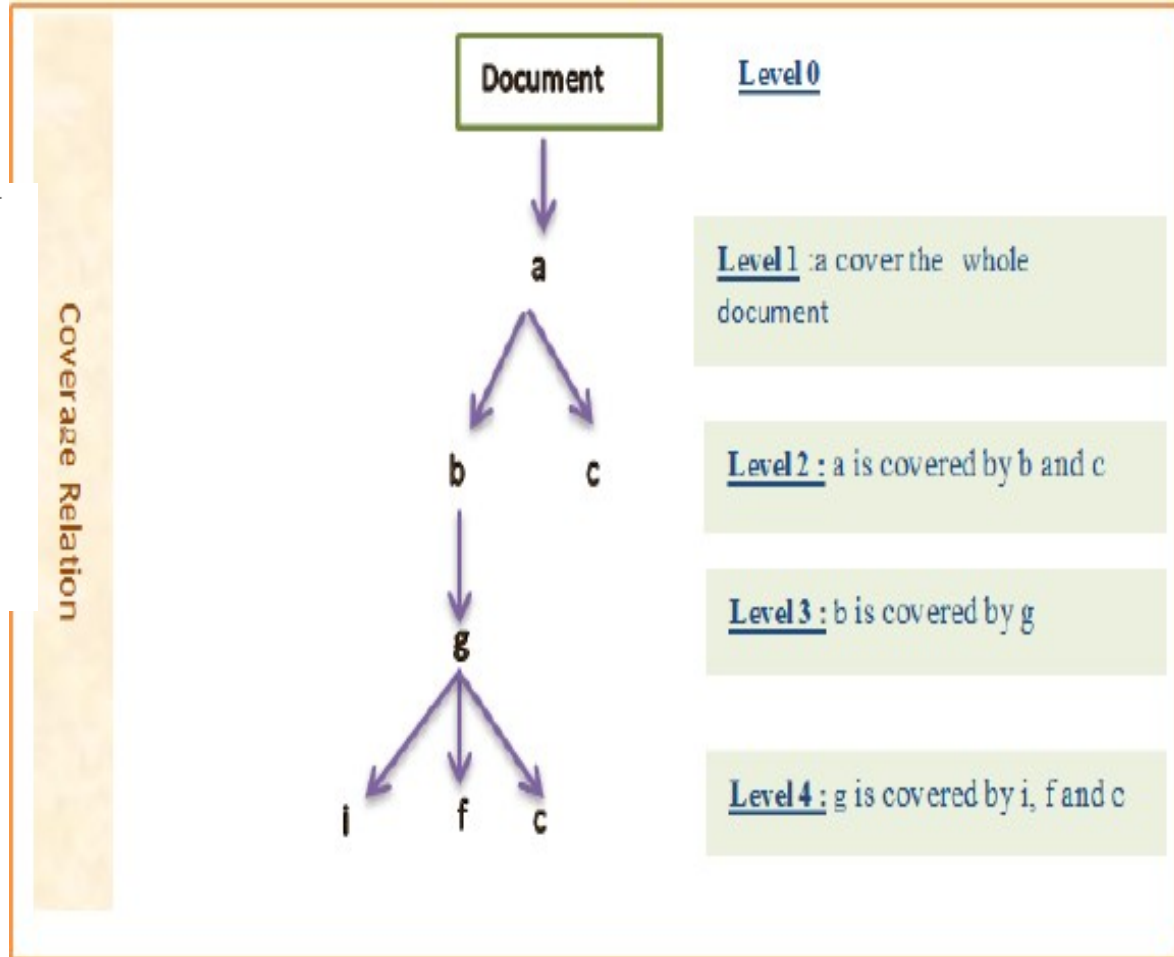 Coverage Relation
Document
Level 0
a
Level 1 :a cover the whole
document
b
c
Level 2 : a is covered by b and c
g
Level 3 : b is covered by g
i
f
c
Level 4 : g is covered by i, f and c